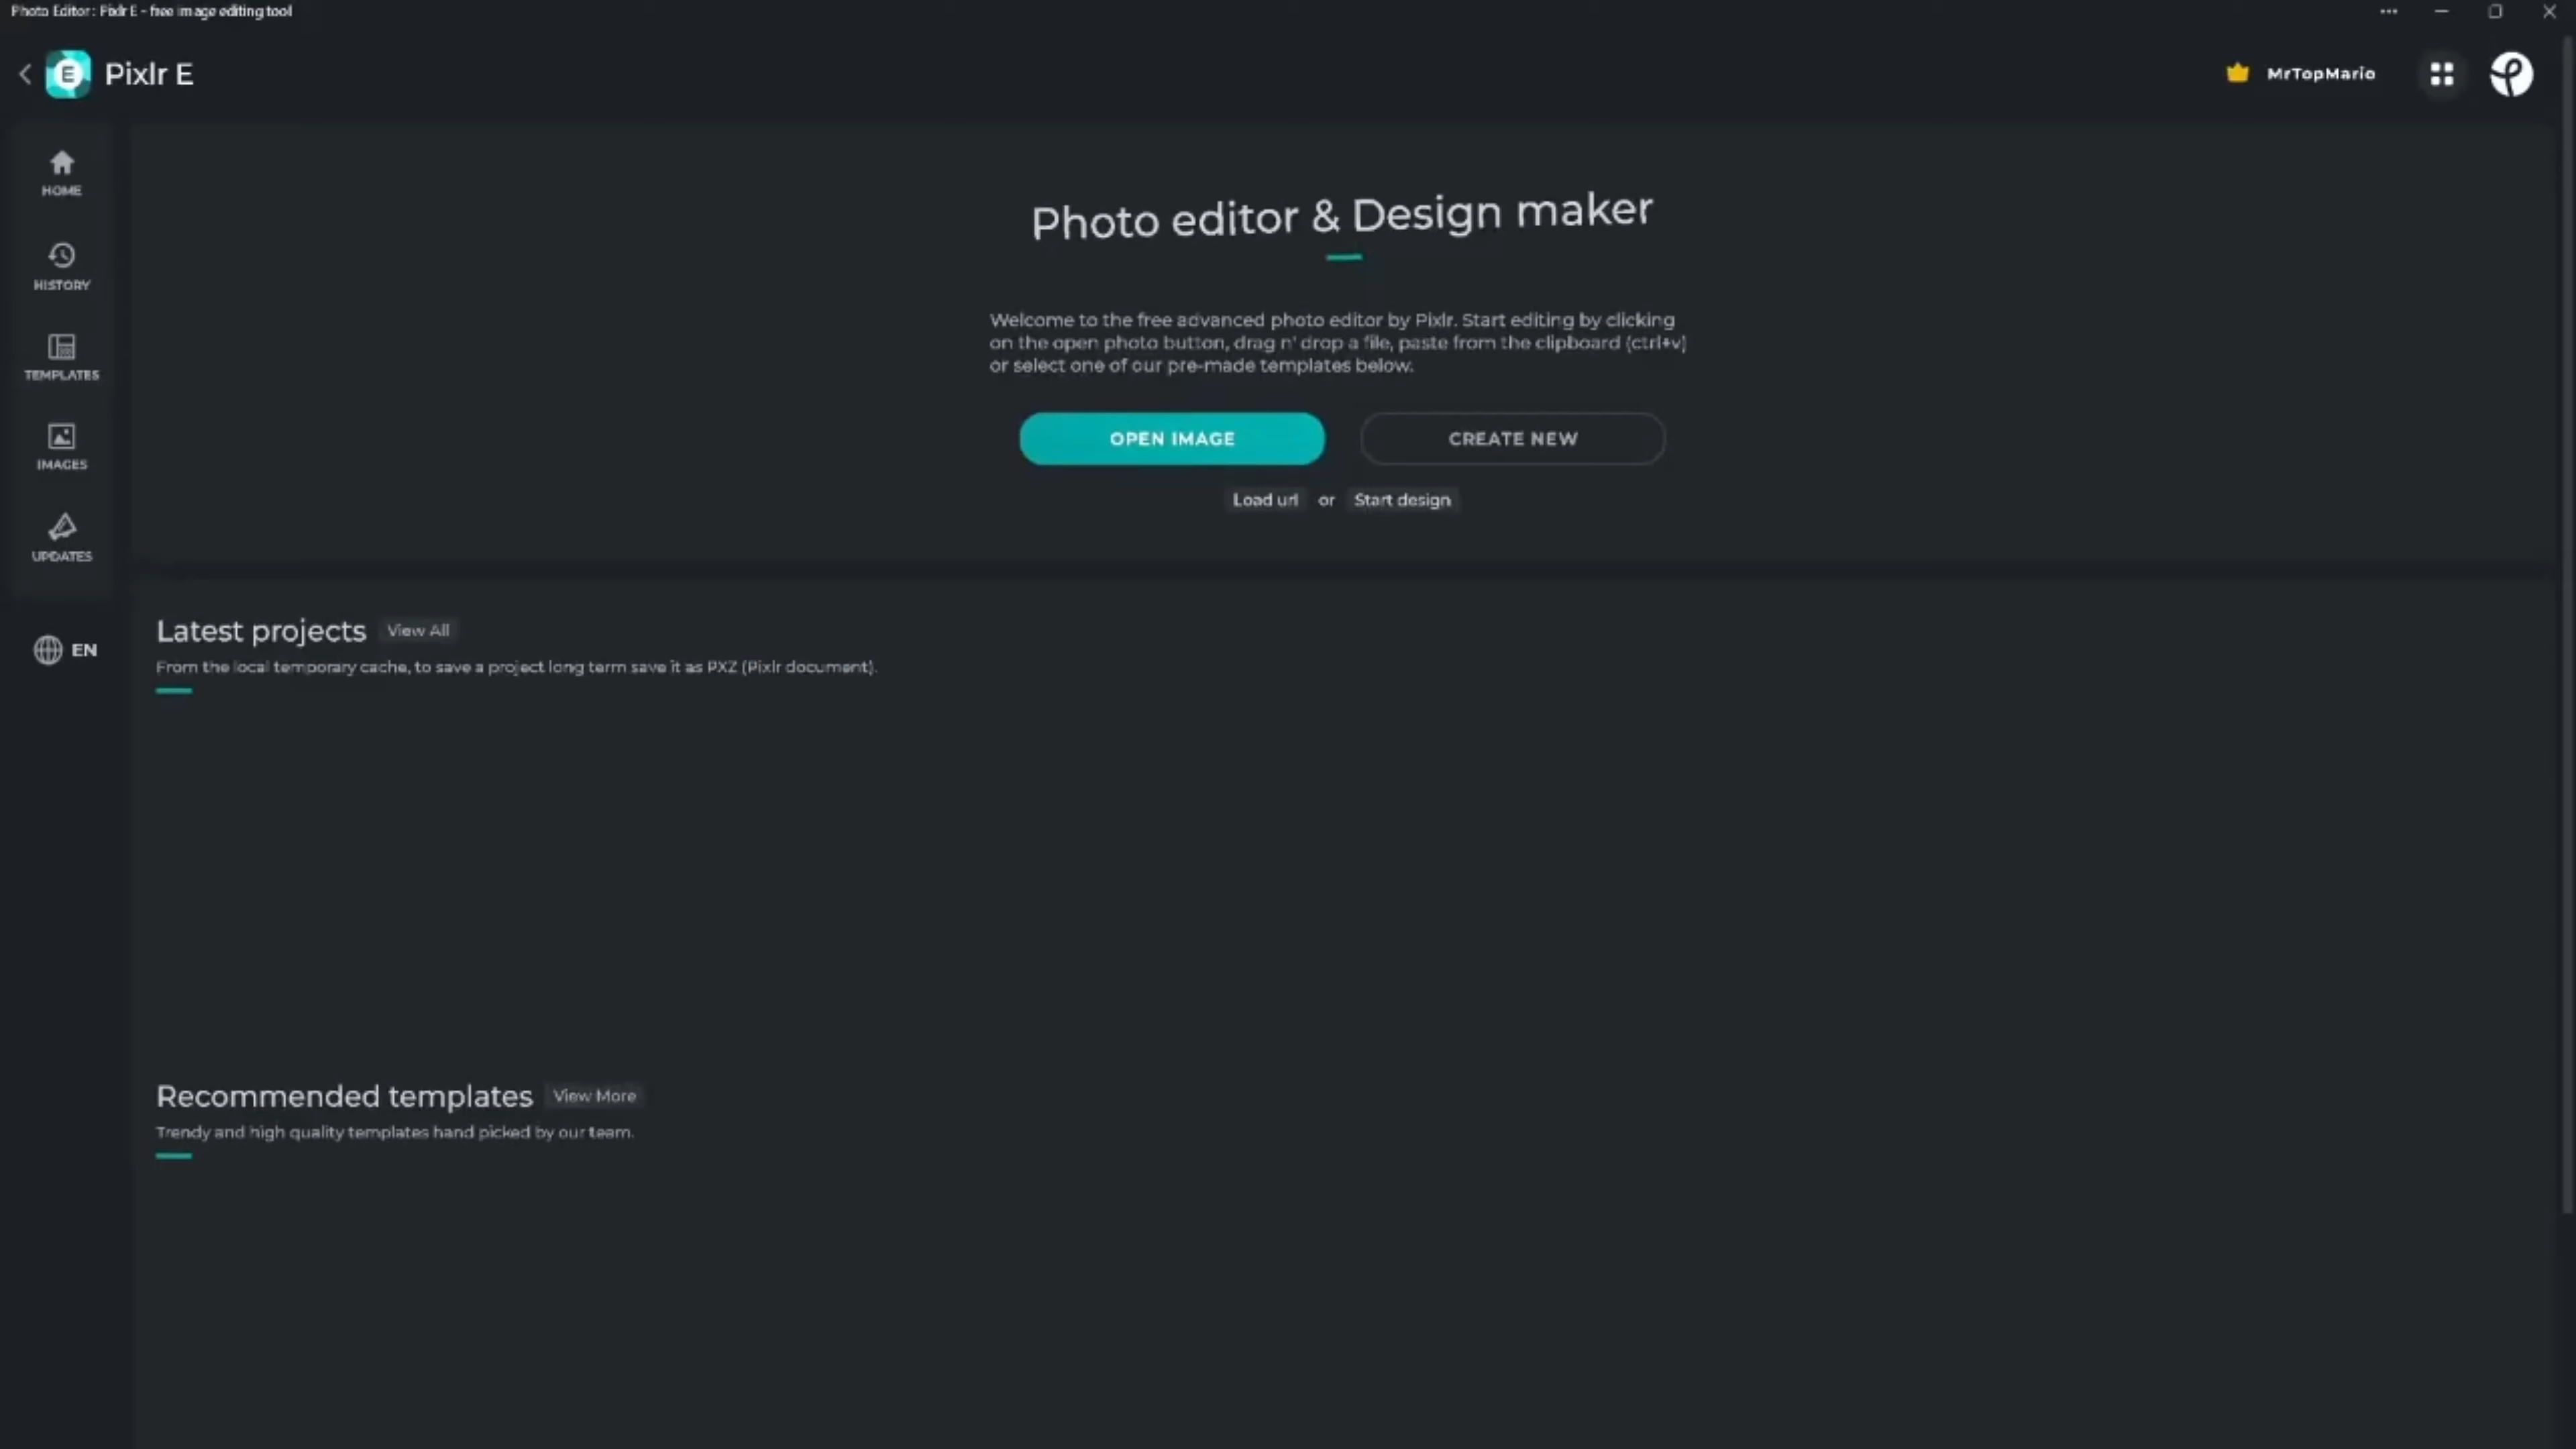 Photo Editor : Pixlr E - free image editing tool
E
Pixlr E
MrTopMario
HOME
HISTORY
TEMPLATES
IMAGES
UPDATES
EN
Photo editor & Design maker
Welcome to the free advanced photo editor by Pixlr. Start editing by clicking
on the open photo button, drag n' drop a file, paste from the clipboard (ctrl+v)
or select one of our pre-made templates below.
OPEN IMAGE
CREATE NEW
Load url or Start design
Latest projects View All
From the local temporary cache, to save a project long term save it as PXZ (Pixlr document).
Recommended templates View More
Trendy and high quality templates hand picked by our team.